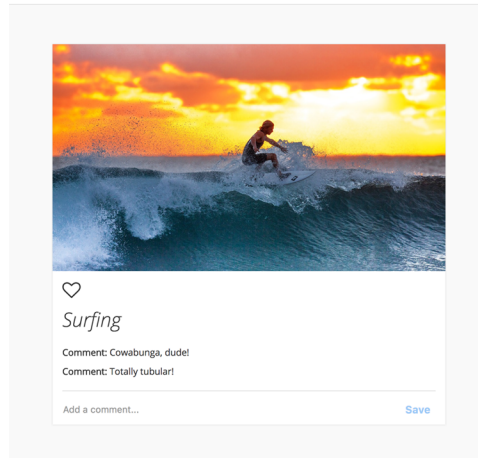 Surfing
Comment: Cowabunga, dude!
Comment: Totally tubular!
Add a comment... Save